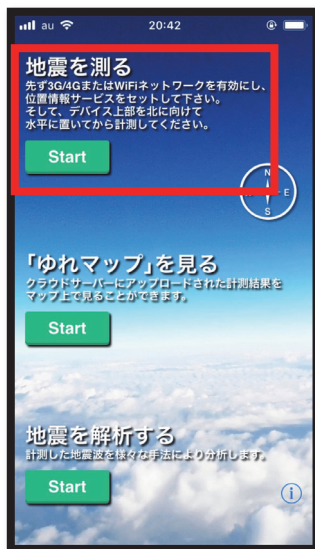 au
20:42
地震を測る
先ず3G/4GまたはWiFiネットワークを有効にし、
位置情報サービスをセットして下さい。
そして、デバイス上部を北に向けて
水平に置いてから計測してください。
Start
N
E
S
「ゆれマップ」を見る
クラウドサーバーにアップロードされた計測結果を
マップ上で見ることができます。
Start
地震を解析する
計測した地震波を様々な手法により分析します。
Start
i